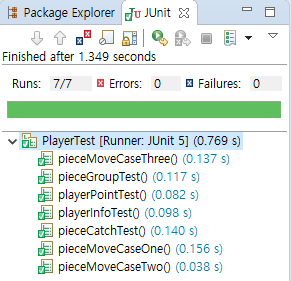 Package Explorer JUnit
Finished after 1.349 seconds
Runs: 7/7 Errors: 0 Failures: 0
PlayerTest [Runner: JUnit 5] (0.769 s)
pieceMoveCaseThree() (0.137 s)
pieceGroupTest() (0.117 s)
playerPointTest() (0.082 s)
playerInfoTest() (0.098 s)
pieceCatchTest() (0.140 s)
pieceMoveCaseOne() (0.156 s)
pieceMoveCaseTwo() (0.038 s)